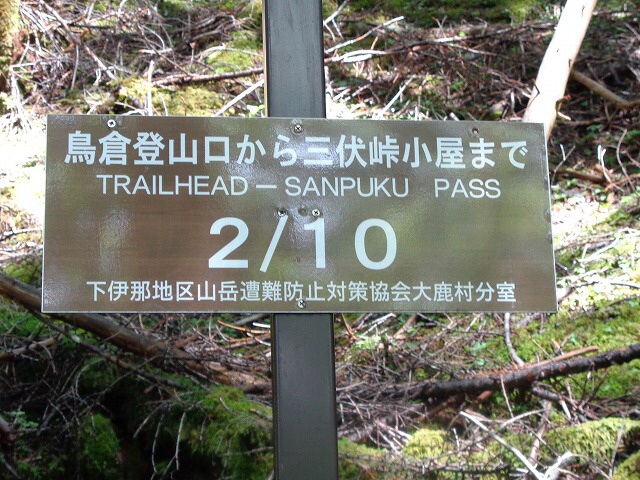 鳥倉登山口から三伏峠小屋まで
TRAILHEAD－SANPUKU PASS
2/10
下伊那地区山岳遭難防止対策協会大鹿村分室